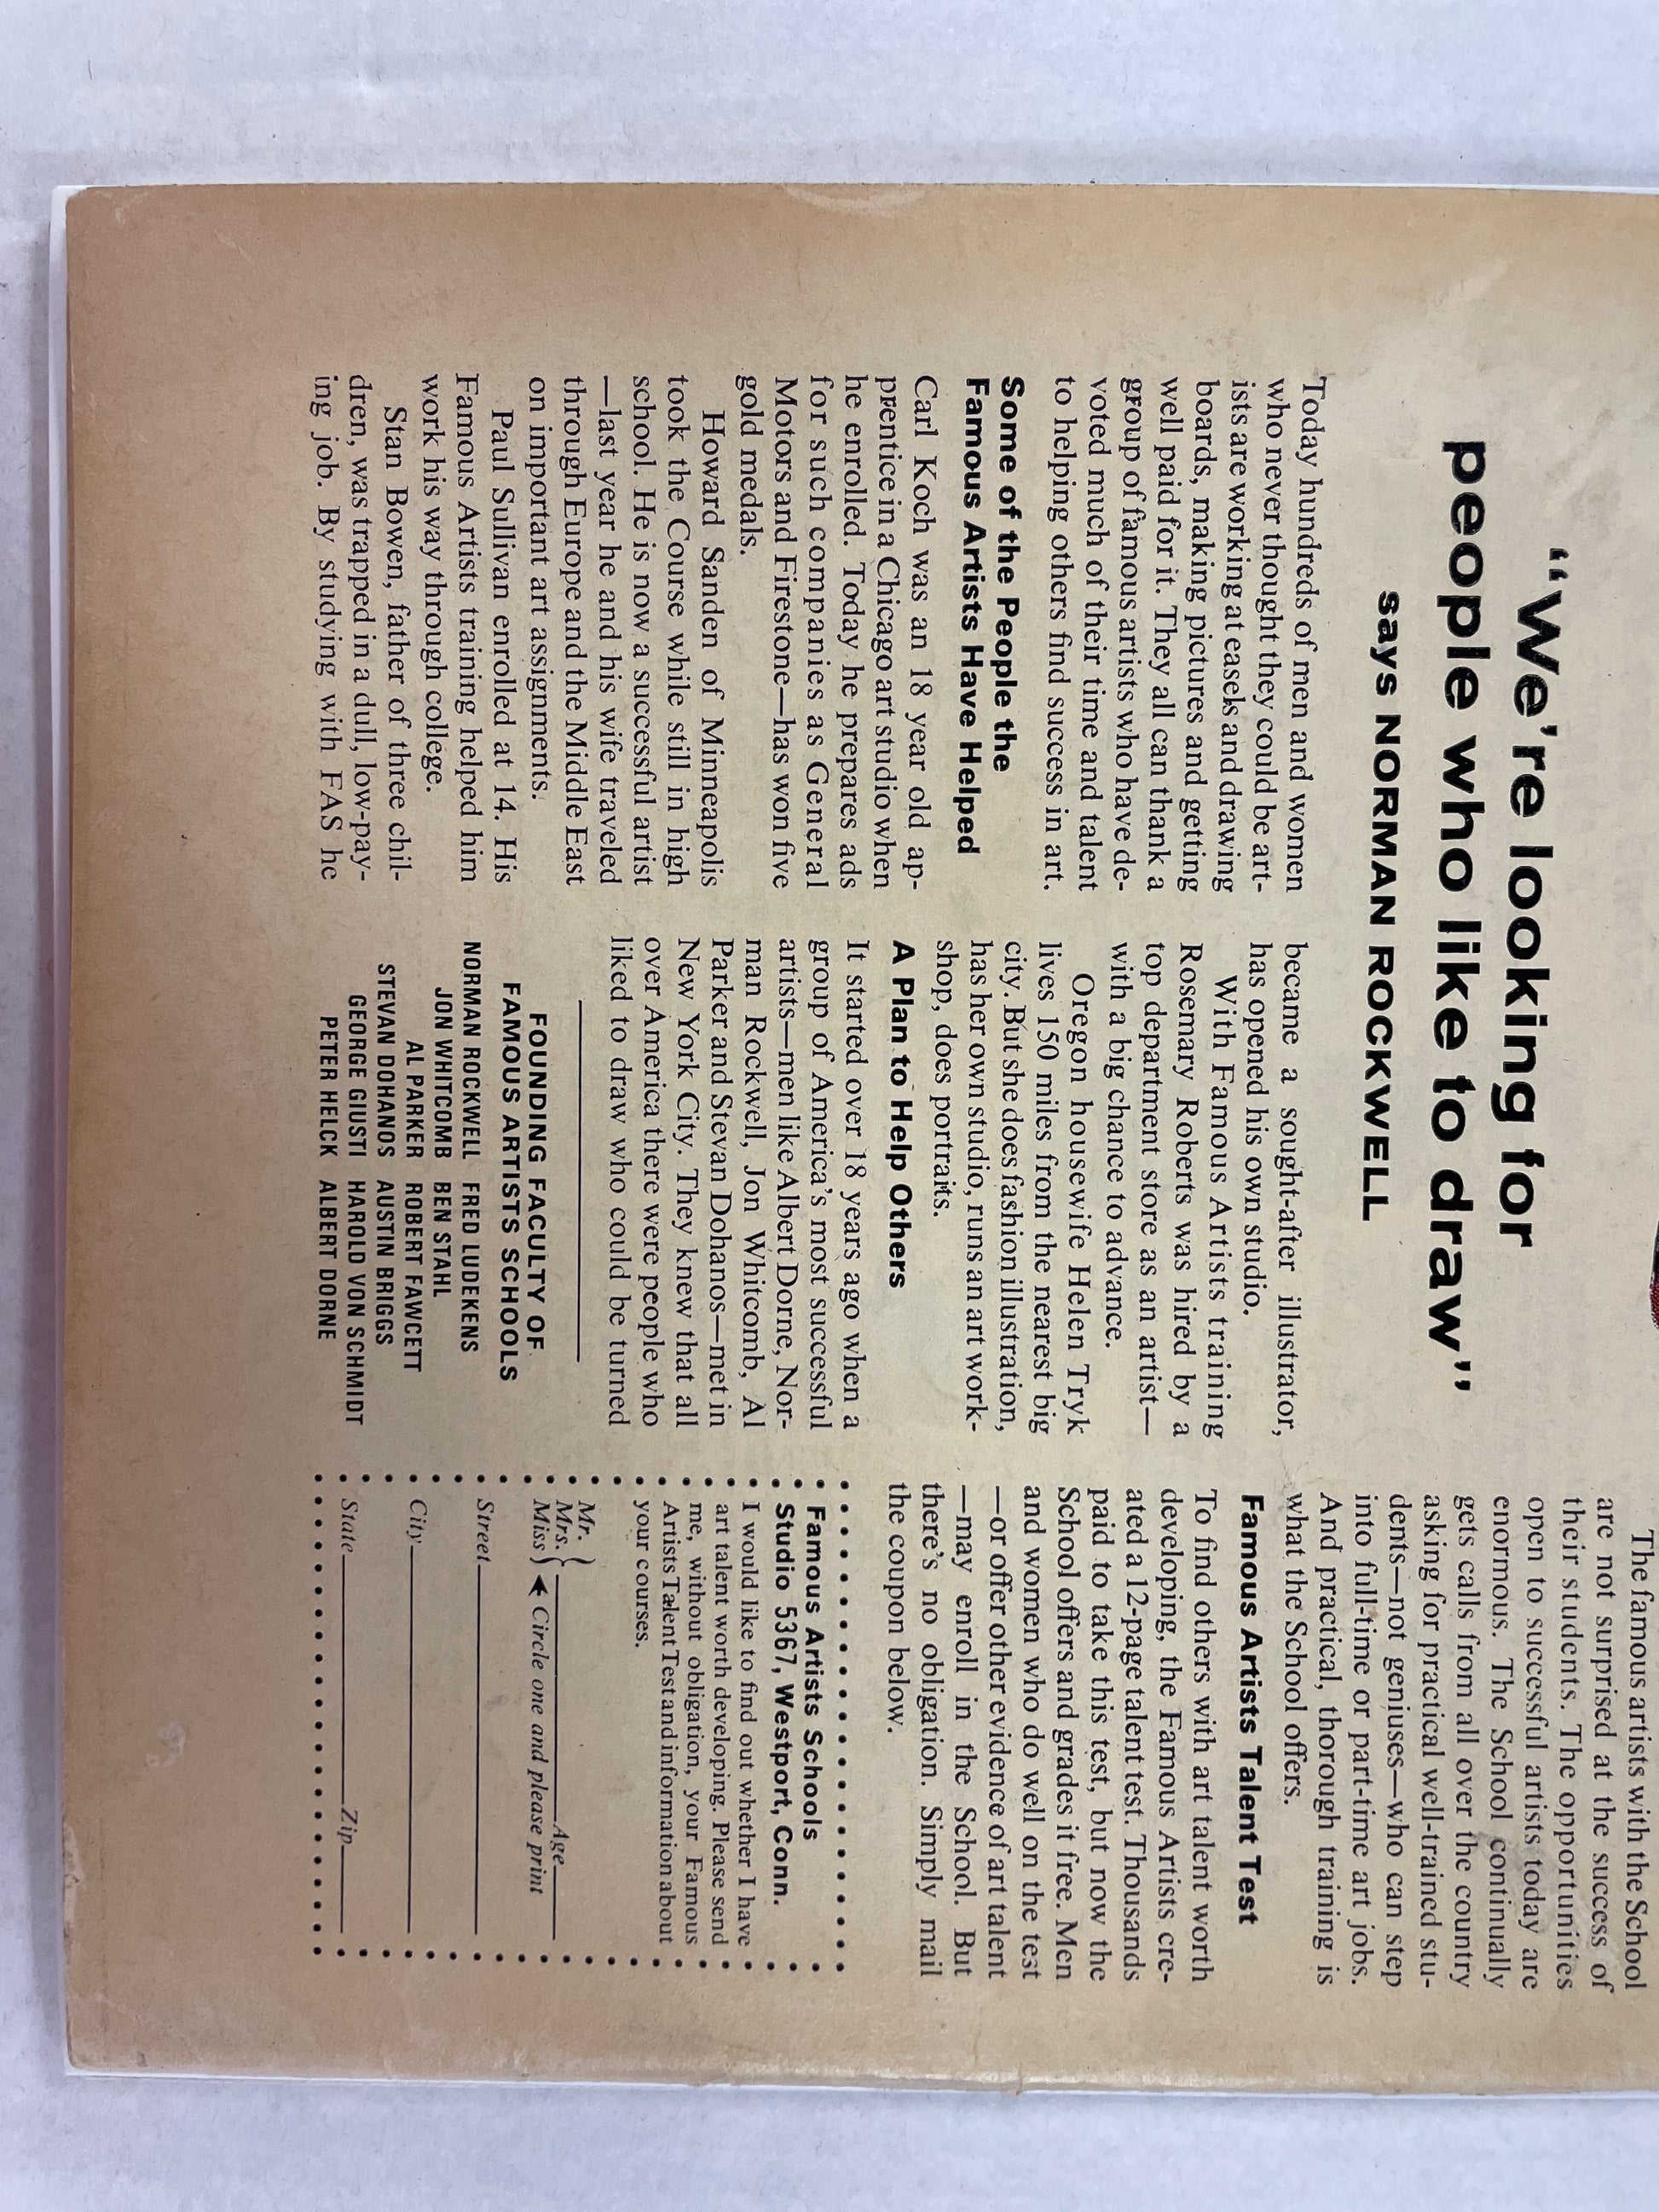 “We’re looking for
people who like to draw”
says NORMAN ROCKWELL
Today hundreds of men and women
who never thought they could be art-
ists are working at easels and drawing
boards, making pictures and getting
well paid for it. They all can thank a
group of famous artists who have de-
voted much of their time and talent
to helping others find success in art.
Some of the People the
Famous Artists Have Helped
Carl Koch was an 18 year old ap-
prentice in a Chicago art studio when
he enrolled. Today he prepares ads
for such companies as General
Motors and Firestone—has won five
gold medals.
Howard Sanden of Minneapolis
took the Course while still in high
school. He is now a successful artist
—last year he and his wife traveled
through Europe and the Middle East
on important art assignments.
Paul Sullivan enrolled at 14. His
Famous Artists training helped him
work his way through college.
Stan Bowen, father of three chil-
dren, was trapped in a dull, low-pay-
ing job. By studying with FAS he
became a sought-after illustrator,
has opened his own studio.
With Famous Artists training
Rosemary Roberts was hired by a
top department store as an artist—
with a big chance to advance.
Oregon housewife Helen Tryk
lives 150 miles from the nearest big
city. But she does fashion illustration,
has her own studio, runs an art work-
shop, does portraits.
A Plan to Help Others
It started over 18 years ago when a
group of America’s most successful
artists—men like Albert Dorne, Nor-
man Rockwell, Jon Whitcomb, Al
Parker and Stevan Dohanos—met in
New York City. They knew that all
over America there were people who
liked to draw who could be turned
FOUNDING FACULTY OF
FAMOUS ARTISTS SCHOOLS
NORMAN ROCKWELL FRED LUDEKENS
JON WHITCOMB BEN STAHL
AL PARKER ROBERT FAWCETT
STEVAN DOHANOS AUSTIN BRIGGS
GEORGE GIUSTI HAROLD VON SCHMIDT
PETER HELCK ALBERT DORNE
The famous artists with the School
are not surprised at the success of
their students. The opportunities
open to successful artists today are
enormous. The School continually
gets calls from all over the country
asking for practical well-trained stu-
dents—not geniuses—who can step
into full-time or part-time art jobs.
And practical, thorough training is
what the School offers.
Famous Artists Talent Test
To find others with art talent worth
developing, the Famous Artists cre-
ated a 12-page talent test. Thousands
paid to take this test, but now the
School offers and grades it free. Men
and women who do well on the test
—or offer other evidence of art talent
—may enroll in the School. But
there’s no obligation. Simply mail
the coupon below.
Famous Artists Schools
Studio 5367, Westport, Conn.
I would like to find out whether I have
art talent worth developing. Please send
me, without obligation, your Famous
Artists Talent Test and information about
your courses.
Mr.
Mrs. Age
Miss Circle one and please print
Street
City
State Zip